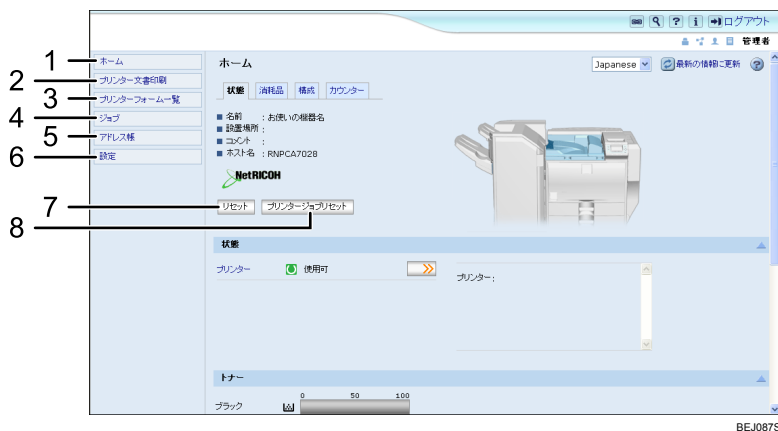 ログアウト
管理者
1
2
3
4
5
6
7
8
ホーム
プリンター文書印刷
プリンターフォーム一覧
ジョブ
アドレス帳
設定
ホーム
Japanese
最新の情報に更新
状態 消耗品 構成 カウンター
名前 : お使いの機器名
設置場所 :
コメント :
ホスト名 : RNPCA7028
NetRICOH
リセット プリンタージョブリセット
状態
プリンター 使用可
プリンター :
トナー
0 50 100
ブラック
BEJ087S